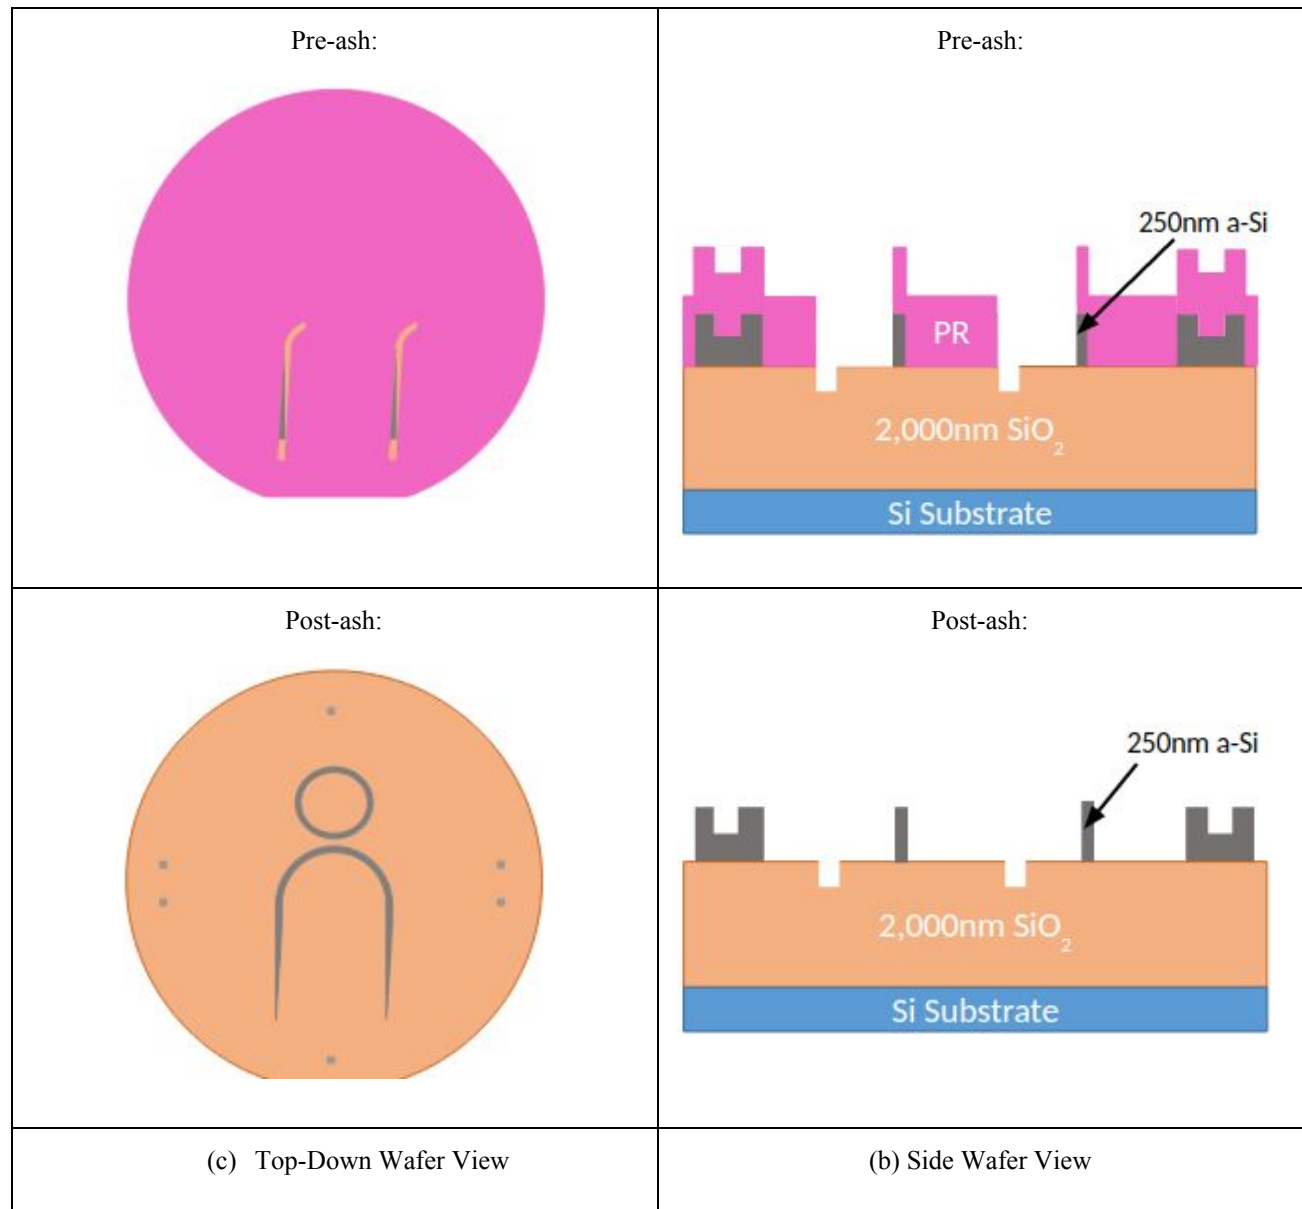 Pre-ash:
Pre-ash:
250nm a-Si
PR
2,000nm SiO₂
Si Substrate
Post-ash:
Post-ash:
250nm a-Si
2,000nm SiO₂
Si Substrate
(c) Top-Down Wafer View
(b) Side Wafer View